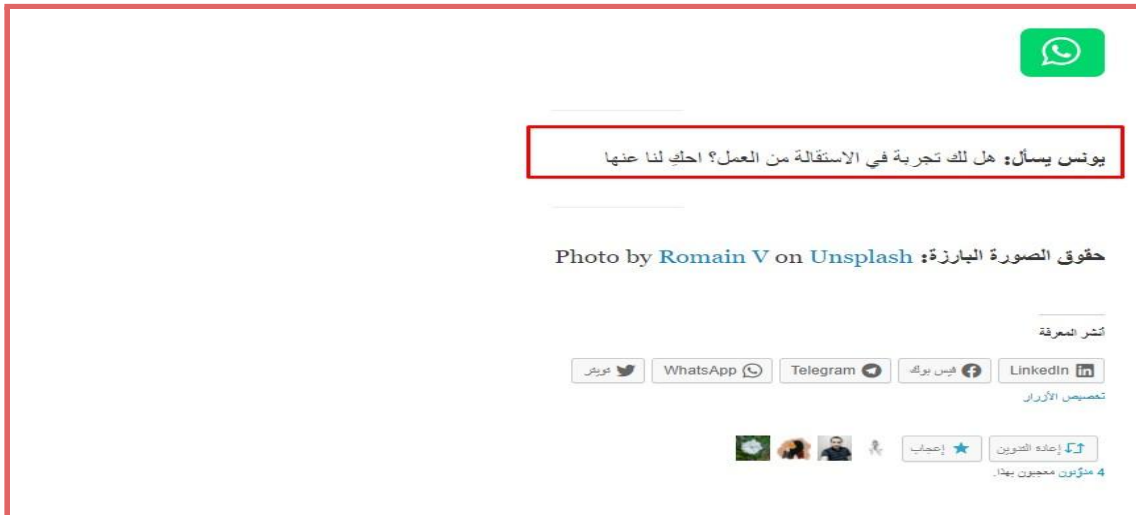 يونس يسأل: هل لك تجربة في الاستقالة من العمل؟ احكِ لنا عنها
حقوق الصورة البارزة: Photo by Romain V on Unsplash
أنشر المعرفة
LinkedIn فيس بوك Telegram WhatsApp تويتر
تخصيص الأزرار
إعادة التدوين إعجاب
4 مدوّنون معجبون بهذا.